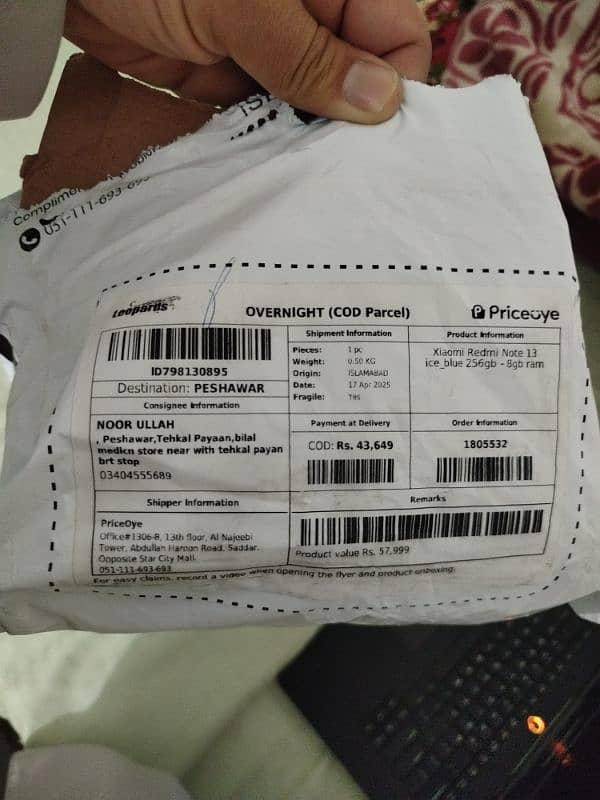 IST
Complime
051-111-693-693
Leopards
OVERNIGHT (COD Parcel)
Priceoye
ID798130895
Destination: PESHAWAR
Shipment Information
Pieces: 1 pc
Weight: 0.50 KG
Origin: ISLAMABAD
Date: 17 Apr 2025
Fragile: Yes
Product Information
Xiaomi Redmi Note 13
ice_blue 256gb - 8gb ram
Consignee Information
NOOR ULLAH
, Peshawar,Tehkal Payaan,bilal
medicn store near with tehkal payan
brt stop
03404555689
Payment at Delivery
COD: Rs. 43,649
Order Information
1805532
Shipper Information
PriceOye
Office#1306-B, 13th floor, Al Najeebi
Tower, Abdullah Haroon Road, Saddar.
Opposite Star City Mall.
051-111-693-693
Remarks
Product value Rs. 57,999
For easy claims, record a video when opening the flyer and product unboxing.